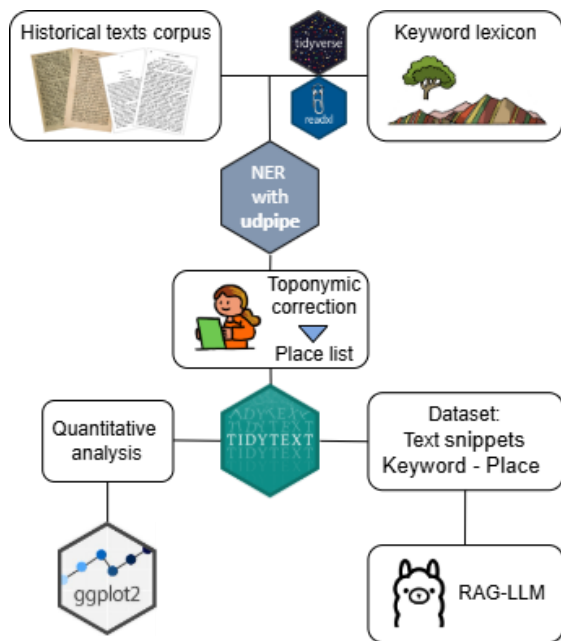 Historical texts corpus
tidyverse
Keyword lexicon
readxl
NER
with
udpipe
Toponymic
correction
Place list
Quantitative
analysis
TIDYTEXT
Dataset:
Text snippets
Keyword - Place
ggplot2
RAG-LLM